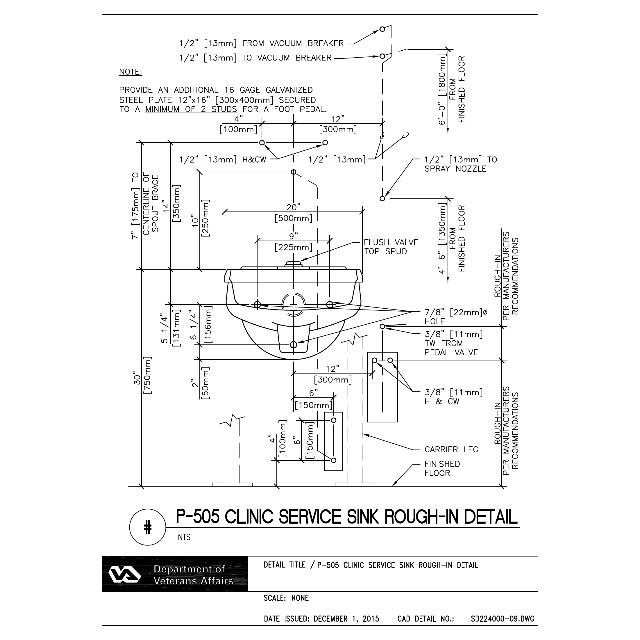 1/2" [13mm] FROM VACUUM BREAKER
1/2" [13mm] TO VACUUM BREAKER
NOTE:
PROVIDE AN ADDITIONAL 16 GAGE GALVANIZED
STEEL PLATE 12"x16" [300x400mm] SECURED
TO A MINIMUM OF 2 STUDS FOR A FOOT PEDAL.
6'-0" [1800mm]
FROM
FINISHED FLOOR
4"
[100mm]
12"
[300mm]
1/2" [13mm] H&CW
1/2" [13mm]
1/2" [13mm] TO
SPRAY NOZZLE
7" [175mm] TO
CENTERLINE OF
SPOUT BRACE
14"
[350mm]
10"
[250mm]
20"
[500mm]
9"
[225mm]
FLUSH VALVE
TOP SPUD
4'-6" [1350mm]
FROM
FINISHED FLOOR
ROUGH-IN
PER MANUFACTURERS
RECOMMENDATIONS
5 1/4"
[131mm]
6 1/4"
[156mm]
7/8" [22mm]ø
HOLE
3/8" [11mm]
TW FROM
PEDAL VALVE
30"
[750mm]
2"
[50mm]
12"
[300mm]
6"
[150mm]
3/8" [11mm]
H & CW
4"
[100mm]
6"
[150mm]
ROUGH-IN
PER MANUFACTURERS
RECOMMENDATIONS
CARRIER LEG
FINISHED
FLOOR
# P-505 CLINIC SERVICE SINK ROUGH-IN DETAIL
NTS
VA
Department of
Veterans Affairs
DETAIL TITLE / P-505 CLINIC SERVICE SINK ROUGH-IN DETAIL
SCALE: NONE
DATE ISSUED: DECEMBER 1, 2015 CAD DETAIL NO.: SD224000-09.DWG